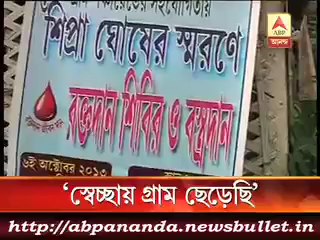 শিপ্রা ঘোষের স্মরণে
রক্তদান শিবির ও বস্ত্রদান
৬ই অক্টোবর ২০১৩
abp
আনন্দ
‘স্বেচ্ছায় গ্রাম ছেড়েছি’
http://abpananda.newsbullet.in